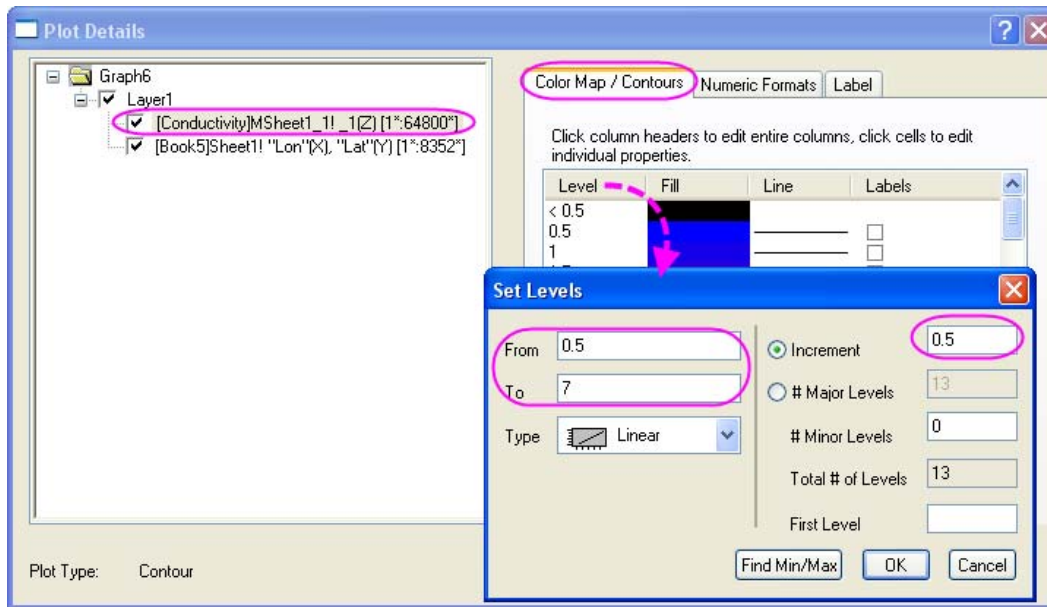 Plot Details
Graph6
Layer1
[Conductivity]MSheet1_1! _1(Z) [1*:64800*]
[Book5]Sheet1! "Lon"(X), "Lat"(Y) [1*:8352*]
Color Map / Contours Numeric Formats Label
Click column headers to edit entire columns, click cells to edit
individual properties.
Level Fill Line Labels
< 0.5
0.5
1
Set Levels
From 0.5
To 7
Type Linear
Increment 0.5
# Major Levels 13
# Minor Levels 0
Total # of Levels 13
First Level
Find Min/Max OK Cancel
Plot Type: Contour